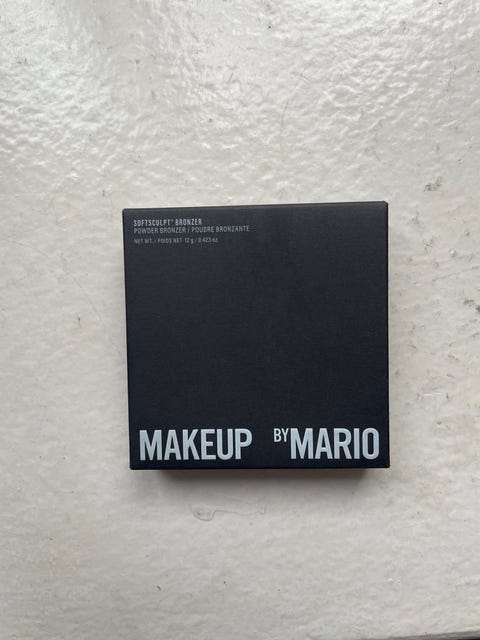 SOFTSCULPT® BRONZER
POWDER BRONZER / POUDRE BRONZANTE
NET WT. / POIDS NET 12 g / 0.423 oz.
MAKEUP BY MARIO